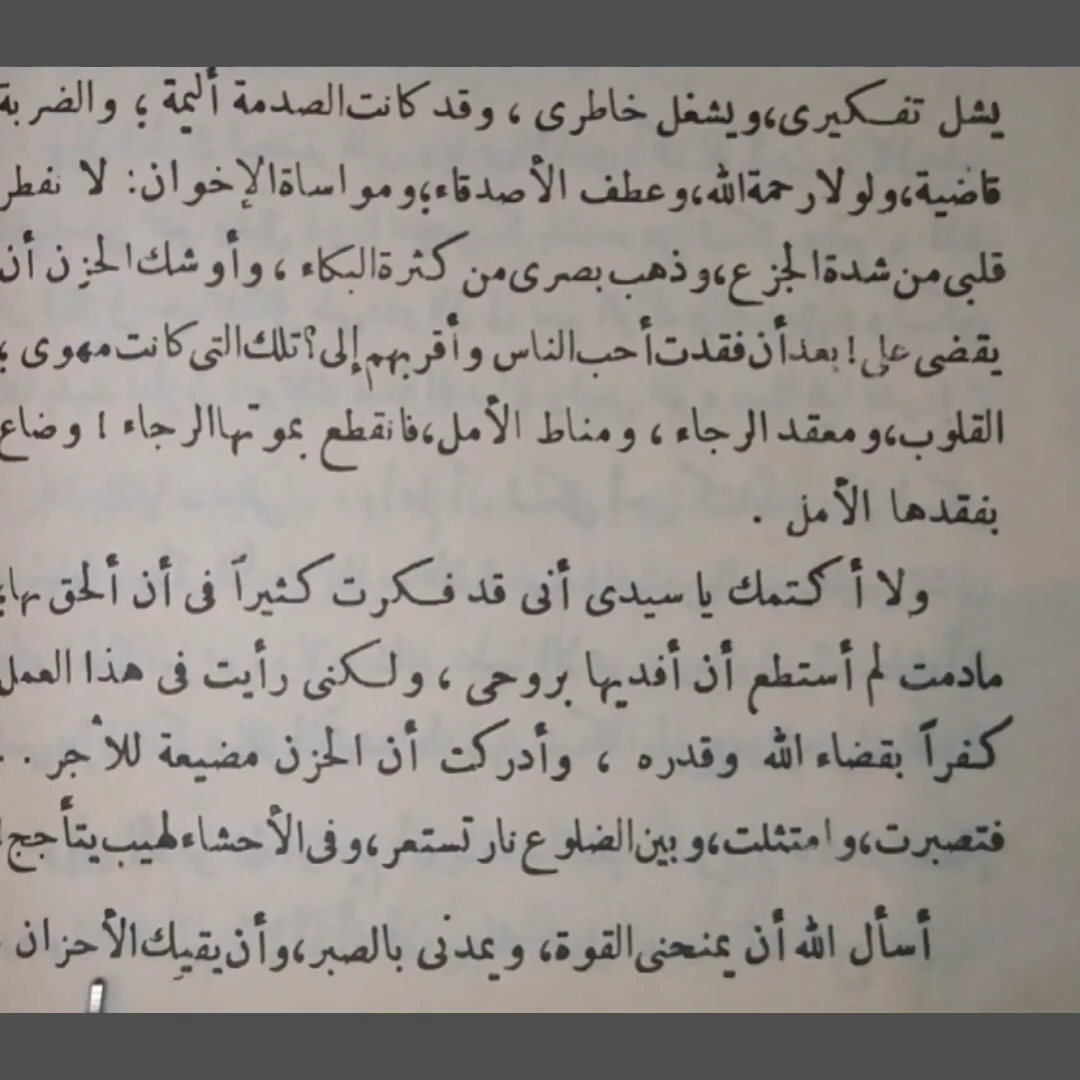 يشل تفكيرى، ويشغل خاطرى ، وقد كانت الصدمة أليمة ؛ والضربة
قاضية، ولولا رحمة الله، وعطف الأصدقاء؛ ومواساة الإخوان: لا نفطر
قلبى من شدة الجزع، وذهب بصرى من كثرة البكاء ، وأوشك الحزن أن
يقضى على! بعد أن فقدت أحب الناس وأقربهم إلى؟ تلك التى كانت مهوى ؛
القلوب، ومعقد الرجاء ، ومناط الأمل، فانقطع بموتها الرجاء ! وضاع
بفقدها الأمل .
ولا أكتمك يا سيدى أنى قد فكرت كثيراً فى أن ألحق بها؛
مادمت لم أستطع أن أفديها بروحى ، ولكنى رأيت فى هذا العمل
كفراً بقضاء الله وقدره ، وأدركت أن الحزن مضيعة للأجر . .
فتصبرت، وامتثلت، وبين الضلوع نار تستعر، وفى الأحشاء لهيب يتأجج!
أسأل الله أن يمنحنى القوة، ويمدنى بالصبر، وأن يقيك الأحزان